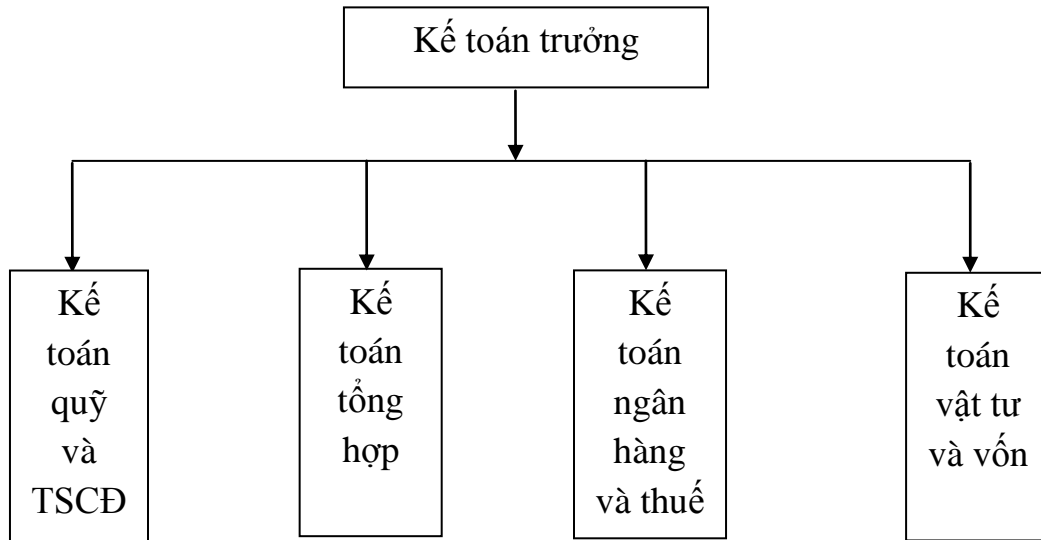 Kế toán trưởng
Kế
toán
quỹ
và
TSCĐ
Kế
toán
tổng
hợp
Kế
toán
ngân
hàng
và thuế
Kế
toán
vật tư
và vốn